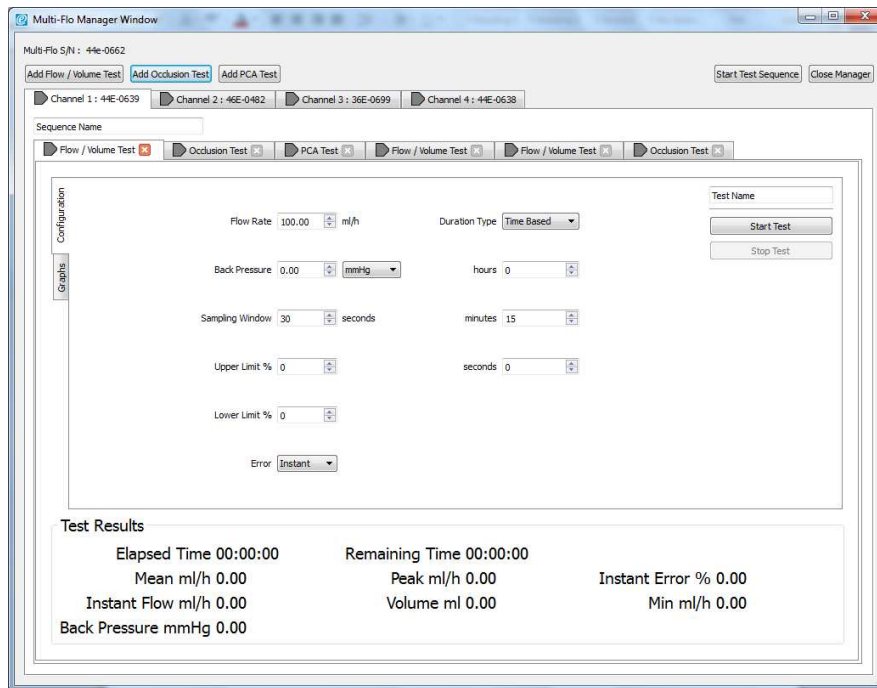 Multi-Flo Manager Window
Multi-Flo S/N : 44e-0662
Add Flow / Volume Test Add Occlusion Test Add PCA Test Start Test Sequence Close Manager
Channel 1 : 44E-0639 Channel 2 : 46E-0482 Channel 3 : 36E-0699 Channel 4 : 44E-0638
Sequence Name
Flow / Volume Test Occlusion Test PCA Test Flow / Volume Test Flow / Volume Test Occlusion Test
Configuration
Graphs
Test Name
Flow Rate 100.00 ml/h Duration Type Time Based Start Test
Stop Test
Back Pressure 0.00 mmHg hours 0
Sampling Window 30 seconds minutes 15
Upper Limit % 0 seconds 0
Lower Limit % 0
Error Instant
Test Results
Elapsed Time 00:00:00 Remaining Time 00:00:00
Mean ml/h 0.00 Peak ml/h 0.00 Instant Error % 0.00
Instant Flow ml/h 0.00 Volume ml 0.00 Min ml/h 0.00
Back Pressure mmHg 0.00